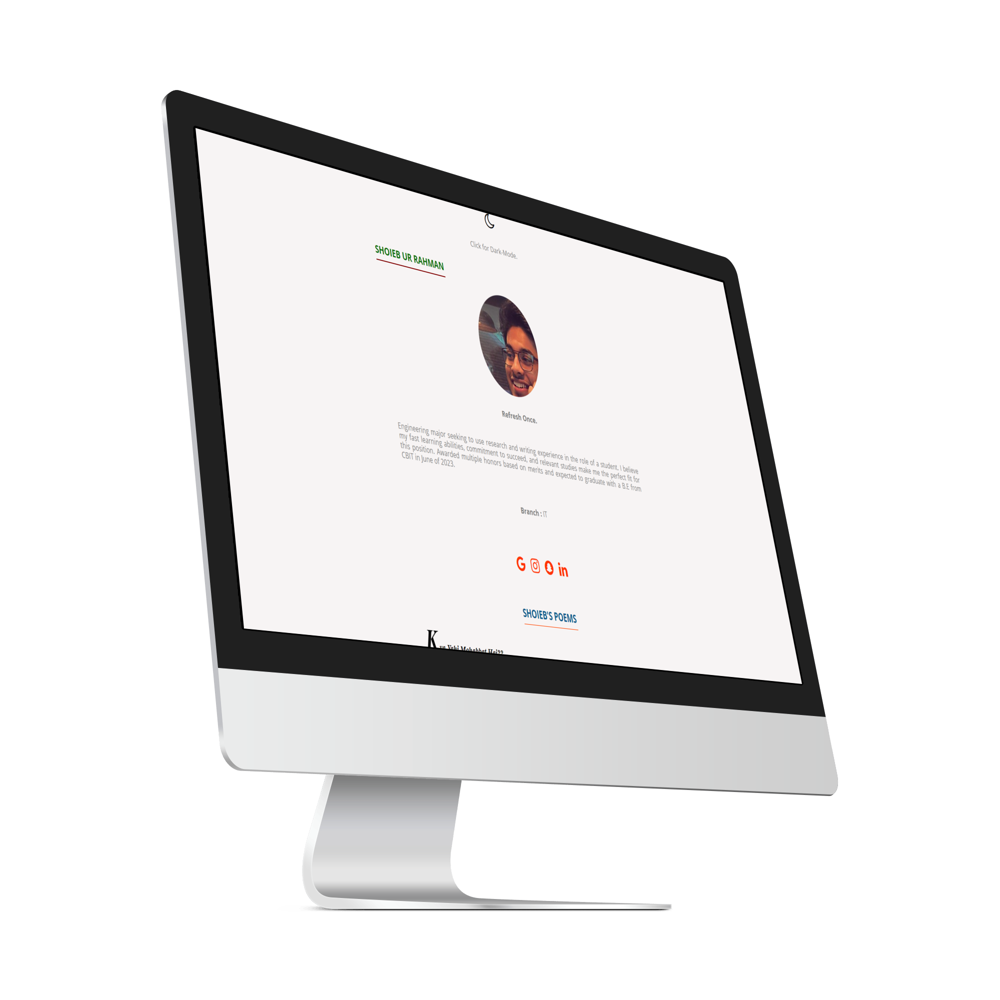 Click for Dark-Mode.
SHOIEB UR RAHMAN
Refresh Once.
Engineering major seeking to use research and writing experience in the role of a student. I believe
my fast learning abilities, commitment to succeed, and relevant studies make me the perfect fit for
this position. Awarded multiple honors based on merits and expected to graduate with a B.E from
CBIT in June of 2023.
Branch : IT
G in
SHOIEB'S POEMS
Kya Yahi Mohabbat Hai??